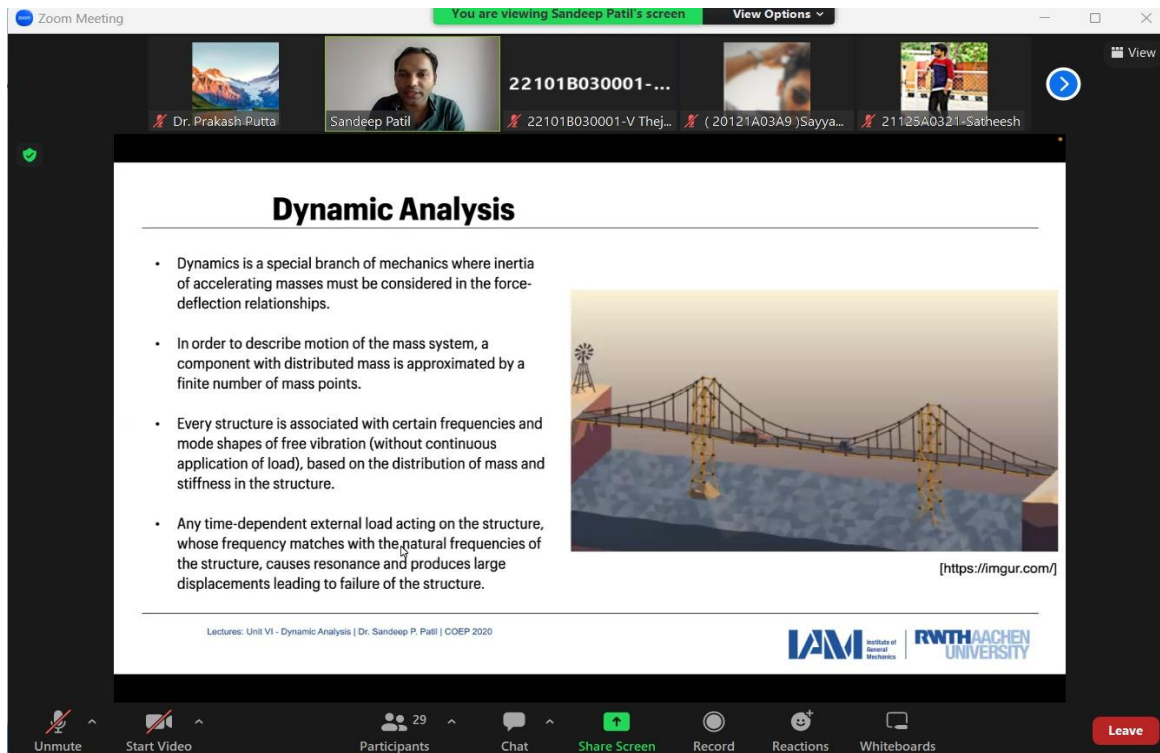 Zoom Meeting
You are viewing Sandeep Patil's screen
View Options
View
22101B030001-...
Dr. Prakash Putta
Sandeep Patil
22101B030001-V Thej...
( 20121A03A9 )Sayya...
21125A0321-Satheesh
Dynamic Analysis
• Dynamics is a special branch of mechanics where inertia
of accelerating masses must be considered in the force-
deflection relationships.
• In order to describe motion of the mass system, a
component with distributed mass is approximated by a
finite number of mass points.
• Every structure is associated with certain frequencies and
mode shapes of free vibration (without continuous
application of load), based on the distribution of mass and
stiffness in the structure.
• Any time-dependent external load acting on the structure,
whose frequency matches with the natural frequencies of
the structure, causes resonance and produces large
displacements leading to failure of the structure.
[https://imgur.com/]
Lectures: Unit VI - Dynamic Analysis | Dr. Sandeep P. Patil | COEP 2020
IAM
Institute of
General
Mechanics
RWTHAACHEN
UNIVERSITY
Unmute
Start Video
29
Participants
Chat
Share Screen
Record
Reactions
Whiteboards
Leave